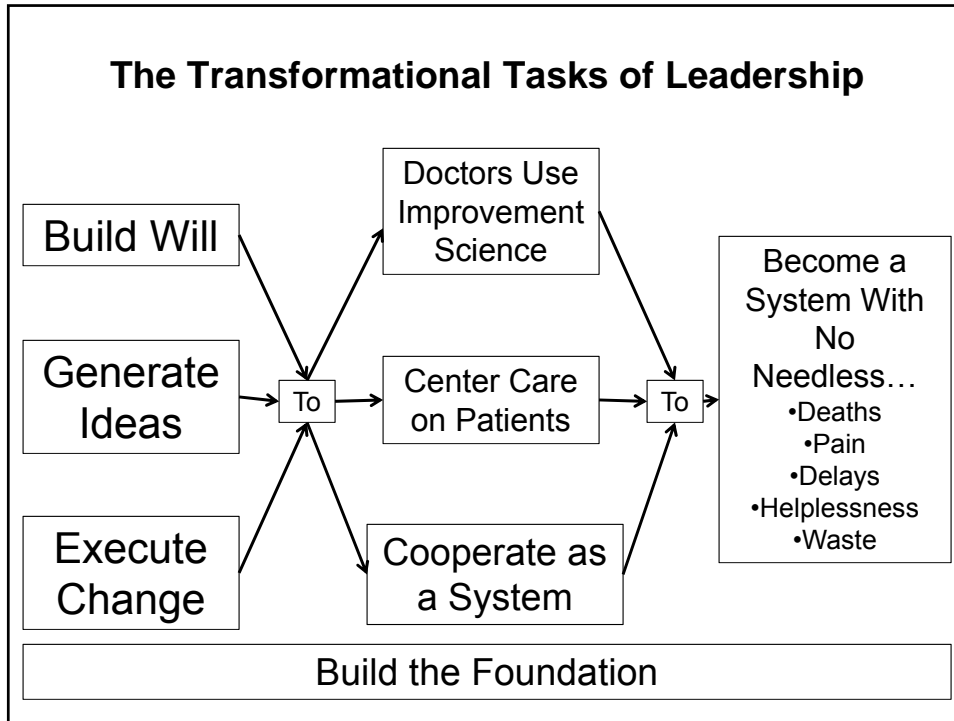 The Transformational Tasks of Leadership
Build Will
Generate
Ideas
Execute
Change
To
Doctors Use
Improvement
Science
Center Care
on Patients
Cooperate as
a System
To
Become a
System With
No
Needless…
•Deaths
•Pain
•Delays
•Helplessness
•Waste
Build the Foundation